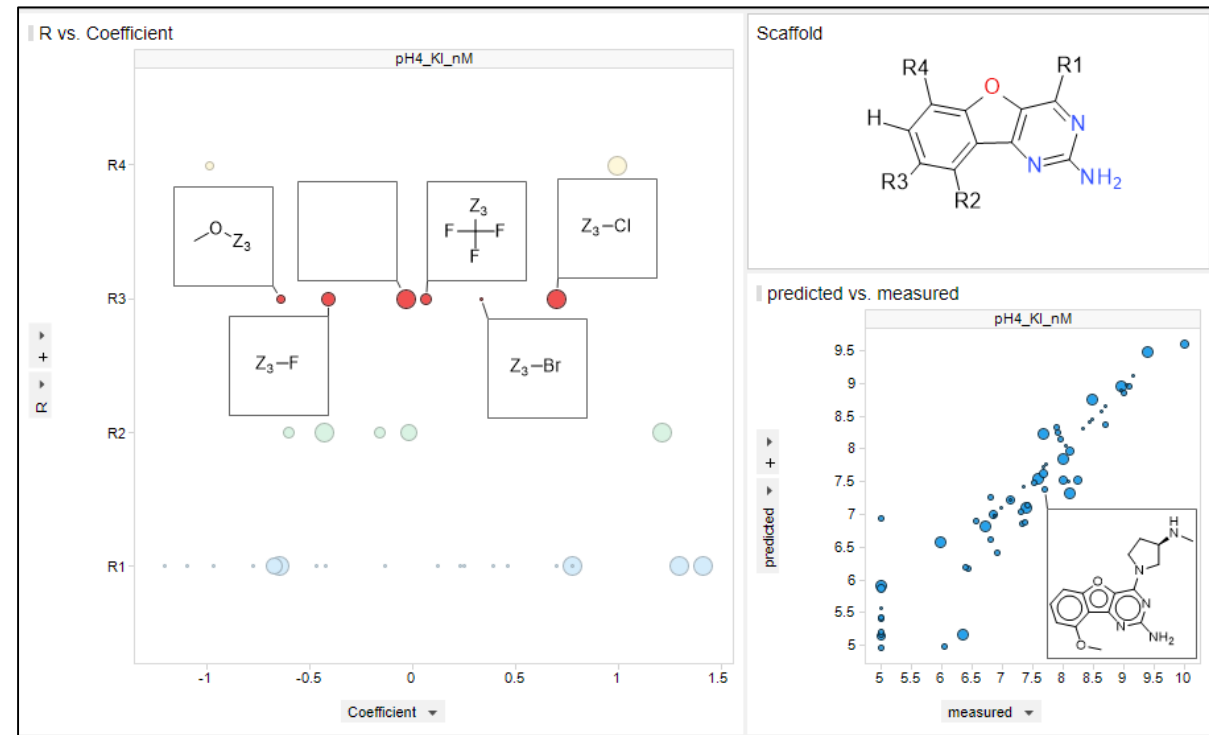 R vs. Coefficient
pH4_KI_nM
R4
R3
R2
R1
O
Z3
F
Z3
F
F
Z3–Cl
Z3–F
Z3–Br
+
R
-1
-0.5
0
0.5
1
1.5
Coefficient
Scaffold
R4
O
R1
H
N
R3
N
NH2
R2
predicted vs. measured
pH4_KI_nM
9.5
9
8.5
8
7.5
7
6.5
6
5.5
5
+
predicted
H
N
N
O
N
N
NH2
O
5 5.5 6 6.5 7 7.5 8 8.5 9 9.5 10
measured